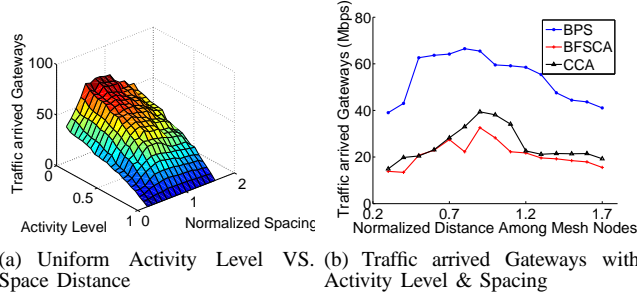 100
50
0
Traffic arrived Gateways
0
0.5
1
Activity Level
0
1
2
Normalized Spacing
80
60
40
20
0
Traffic arrived Gateways (Mbps)
BPS
BFSCA
CCA
0.2
0.7
1.2
1.7
Normalized Distance Among Mesh Nodes
(a) Uniform Activity Level VS.
Space Distance
(b) Traffic arrived Gateways with
Activity Level & Spacing